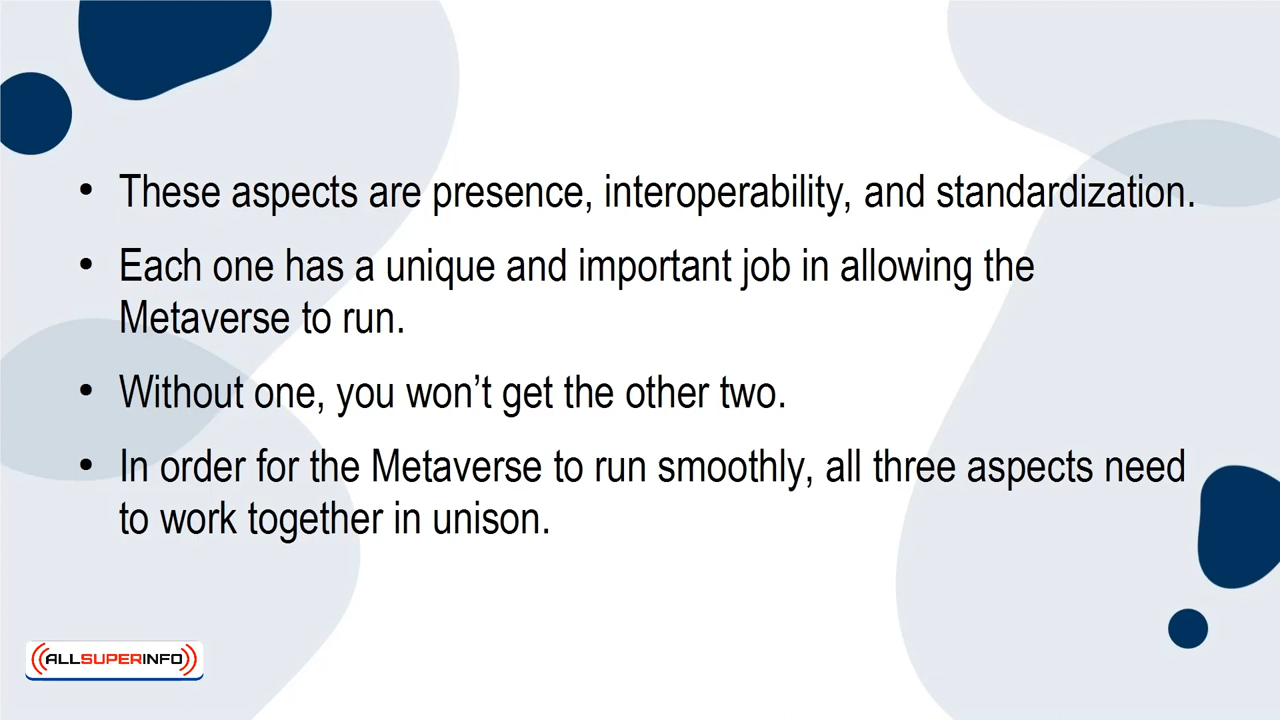 • These aspects are presence, interoperability, and standardization.
• Each one has a unique and important job in allowing the
Metaverse to run.
• Without one, you won’t get the other two.
• In order for the Metaverse to run smoothly, all three aspects need
to work together in unison.
ALLSUPERINFO